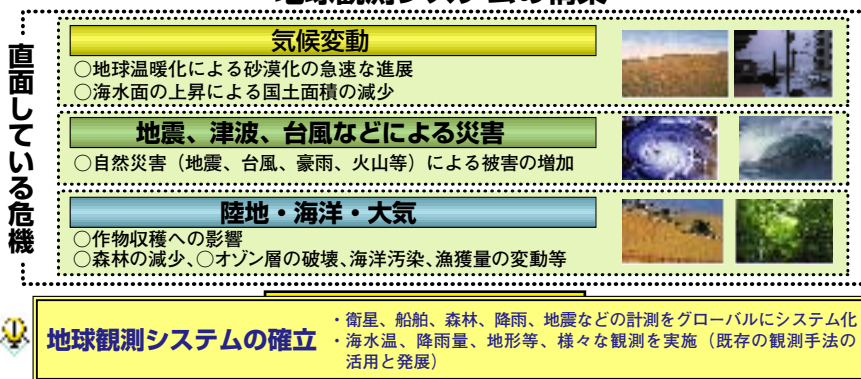 直面している危機
気候変動
○地球温暖化による砂漠化の急速な進展
○海水面の上昇による国土面積の減少
地震、津波、台風などによる災害
○自然災害（地震、台風、豪雨、火山等）による被害の増加
陸地・海洋・大気
○作物収穫への影響
○森林の減少、○オゾン層の破壊、海洋汚染、漁獲量の変動等
地球観測システムの確立
・衛星、船舶、森林、降雨、地震などの計測をグローバルにシステム化
・海水温、降雨量、地形等、様々な観測を実施（既存の観測手法の
活用と発展）